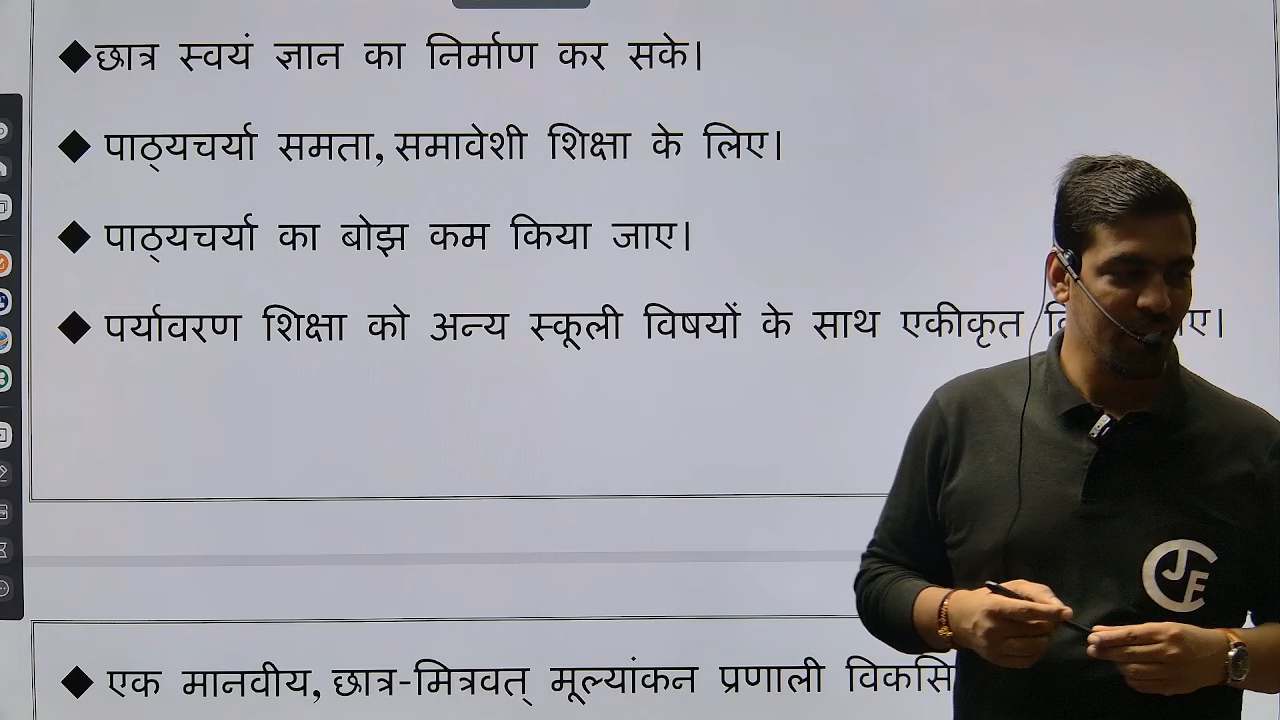 ◆छात्र स्वयं ज्ञान का निर्माण कर सके।
◆ पाठ्यचर्या समता, समावेशी शिक्षा के लिए।
◆ पाठ्यचर्या का बोझ कम किया जाए।
◆ पर्यावरण शिक्षा को अन्य स्कूली विषयों के साथ एकीकृत
◆ एक मानवीय, छात्र-मित्रवत् मूल्यांकन प्रणाली